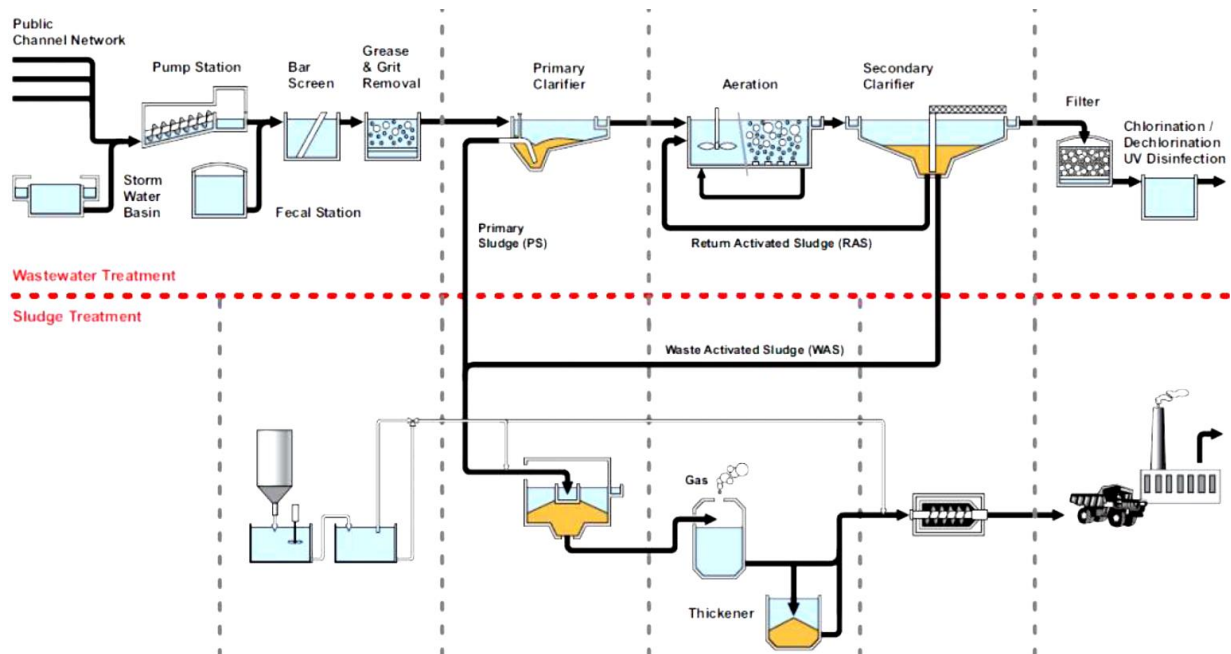 Public
Channel Network
Pump Station
Bar
Screen
Grease
& Grit
Removal
Primary
Clarifier
Aeration
Secondary
Clarifier
Filter
Chlorination /
Dechlorination
UV Disinfection
Storm
Water
Basin
Fecal Station
Primary
Sludge (PS)
Return Activated Sludge (RAS)
Wastewater Treatment
Sludge Treatment
Waste Activated Sludge (WAS)
Gas
Thickener